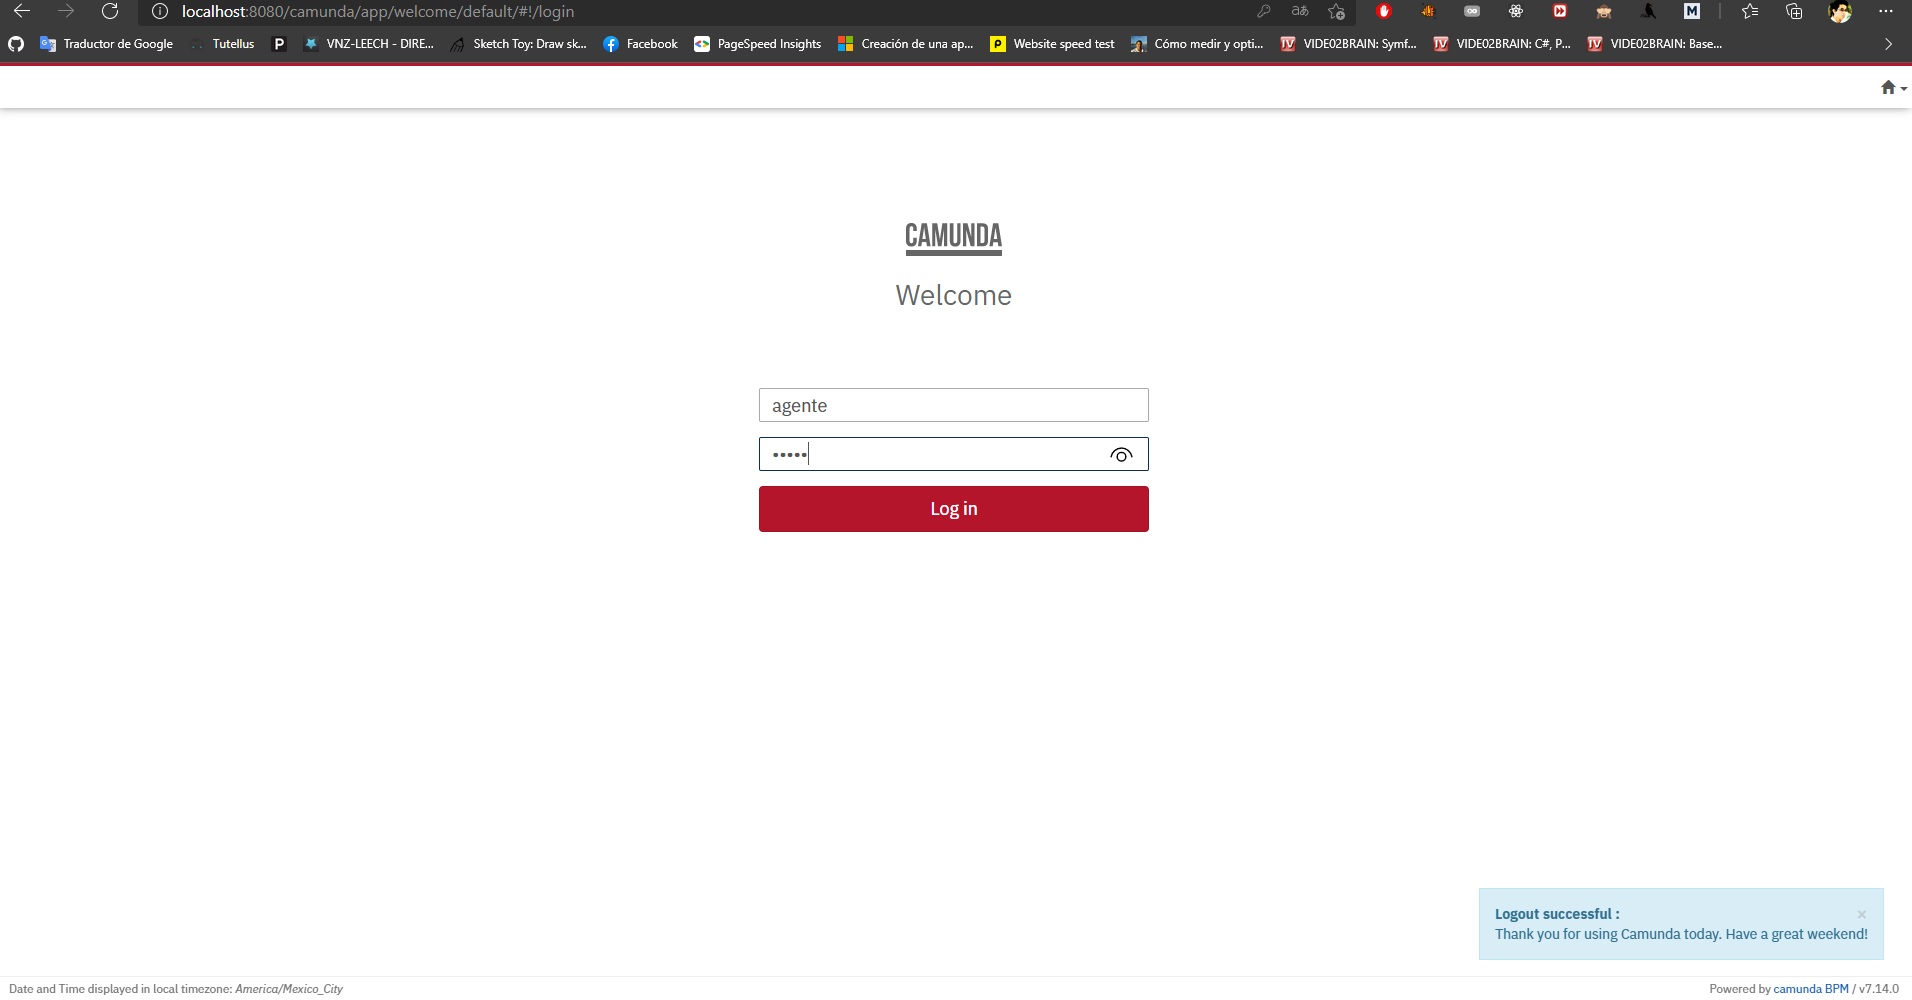 localhost:8080/camunda/app/welcome/default/#!/login
Traductor de Google Tutellus P VNZ-LEECH - DIRE... Sketch Toy: Draw sk... Facebook PageSpeed Insights Creación de una ap... Website speed test Cómo medir y opti... VIDE02BRAIN: Symf... VIDE02BRAIN: C#, P... VIDE02BRAIN: Base...
CAMUNDA
Welcome
agente
•••••
Log in
Logout successful :
Thank you for using Camunda today. Have a great weekend!
Date and Time displayed in local timezone: America/Mexico_City
Powered by camunda BPM / v7.14.0